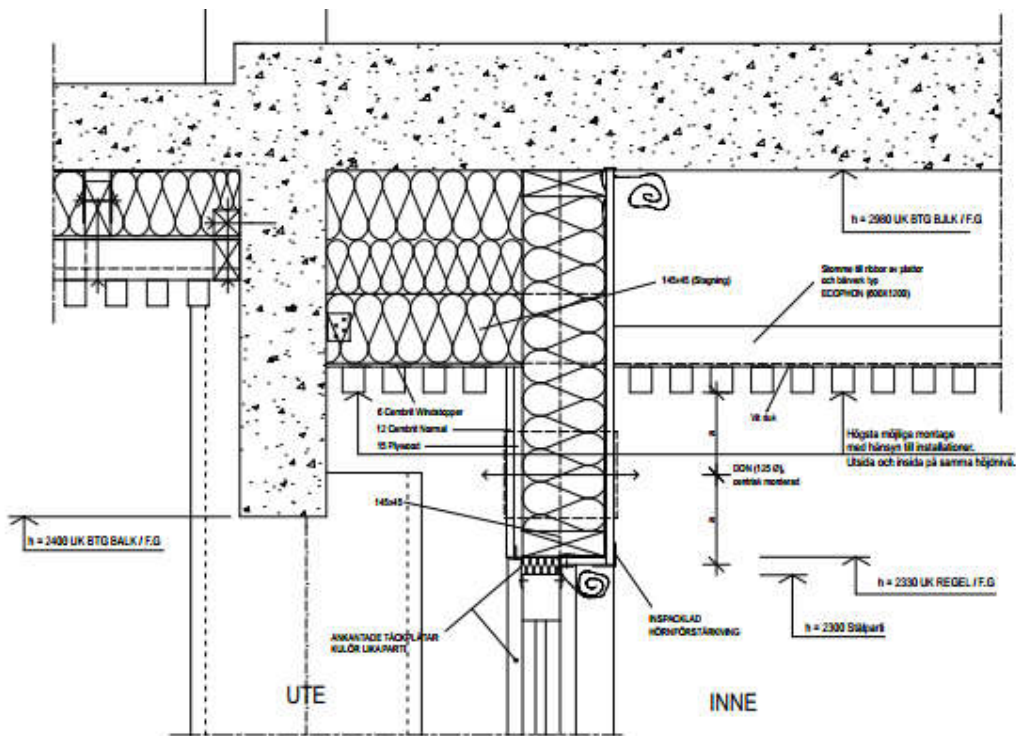 h = 2980 UK BTG BJLK / F.G
Stomme till ribbor av plattor
och bärverk typ
ECOPHON (600X1200)
145x45 (Stagning)
6 Cembrit Windstopper
12 Cembrit Normal
15 Plywood
Vit duk
Högsta möjliga montage
med hänsyn till installationer.
Utsida och insida på samma höjdnivå.
DON (125 Ø),
centrisk monterad
145x45
h = 2400 UK BTG BALK / F.G
h = 2330 UK REGEL / F.G
h = 2300 Stålparti
INSPACKLAD
HÖRNFÖRSTÄRKNING
ANKANTADE TÄCKPLÅTAR
KULÖR LIKA PARTI
UTE
INNE